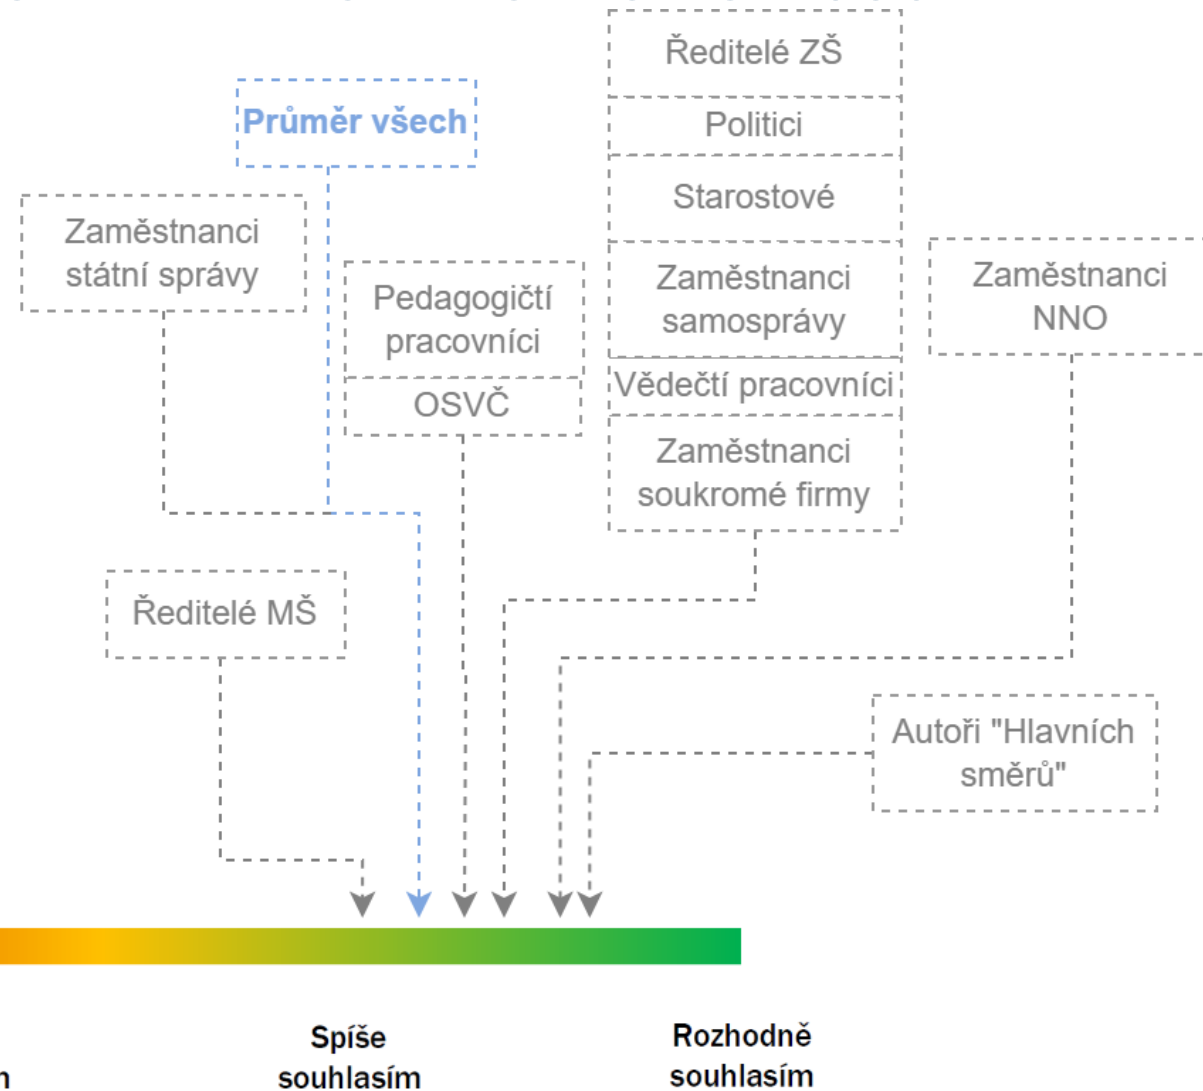 Ředitelé ZŠ
Průměr všech
Politici
Starostové
Zaměstnanci
státní správy
Pedagogičtí
pracovníci
OSVČ
Zaměstnanci
samosprávy
Zaměstnanci
NNO
Vědečtí pracovníci
Zaměstnanci
soukromé firmy
Ředitelé MŠ
Autoři "Hlavních
směrů"
Spíše
souhlasím
Rozhodně
souhlasím